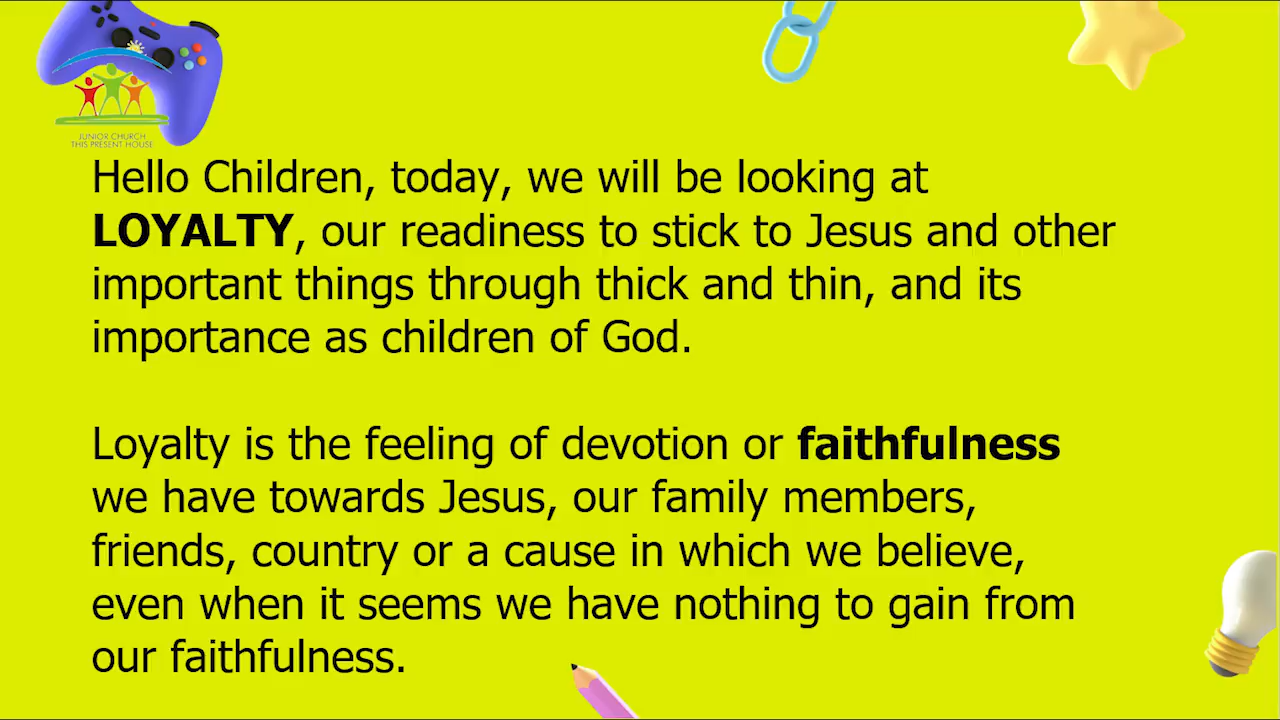 JUNIOR CHURCH
THIS PRESENT HOUSE
Hello Children, today, we will be looking at
LOYALTY, our readiness to stick to Jesus and other
important things through thick and thin, and its
importance as children of God.
Loyalty is the feeling of devotion or faithfulness
we have towards Jesus, our family members,
friends, country or a cause in which we believe,
even when it seems we have nothing to gain from
our faithfulness.